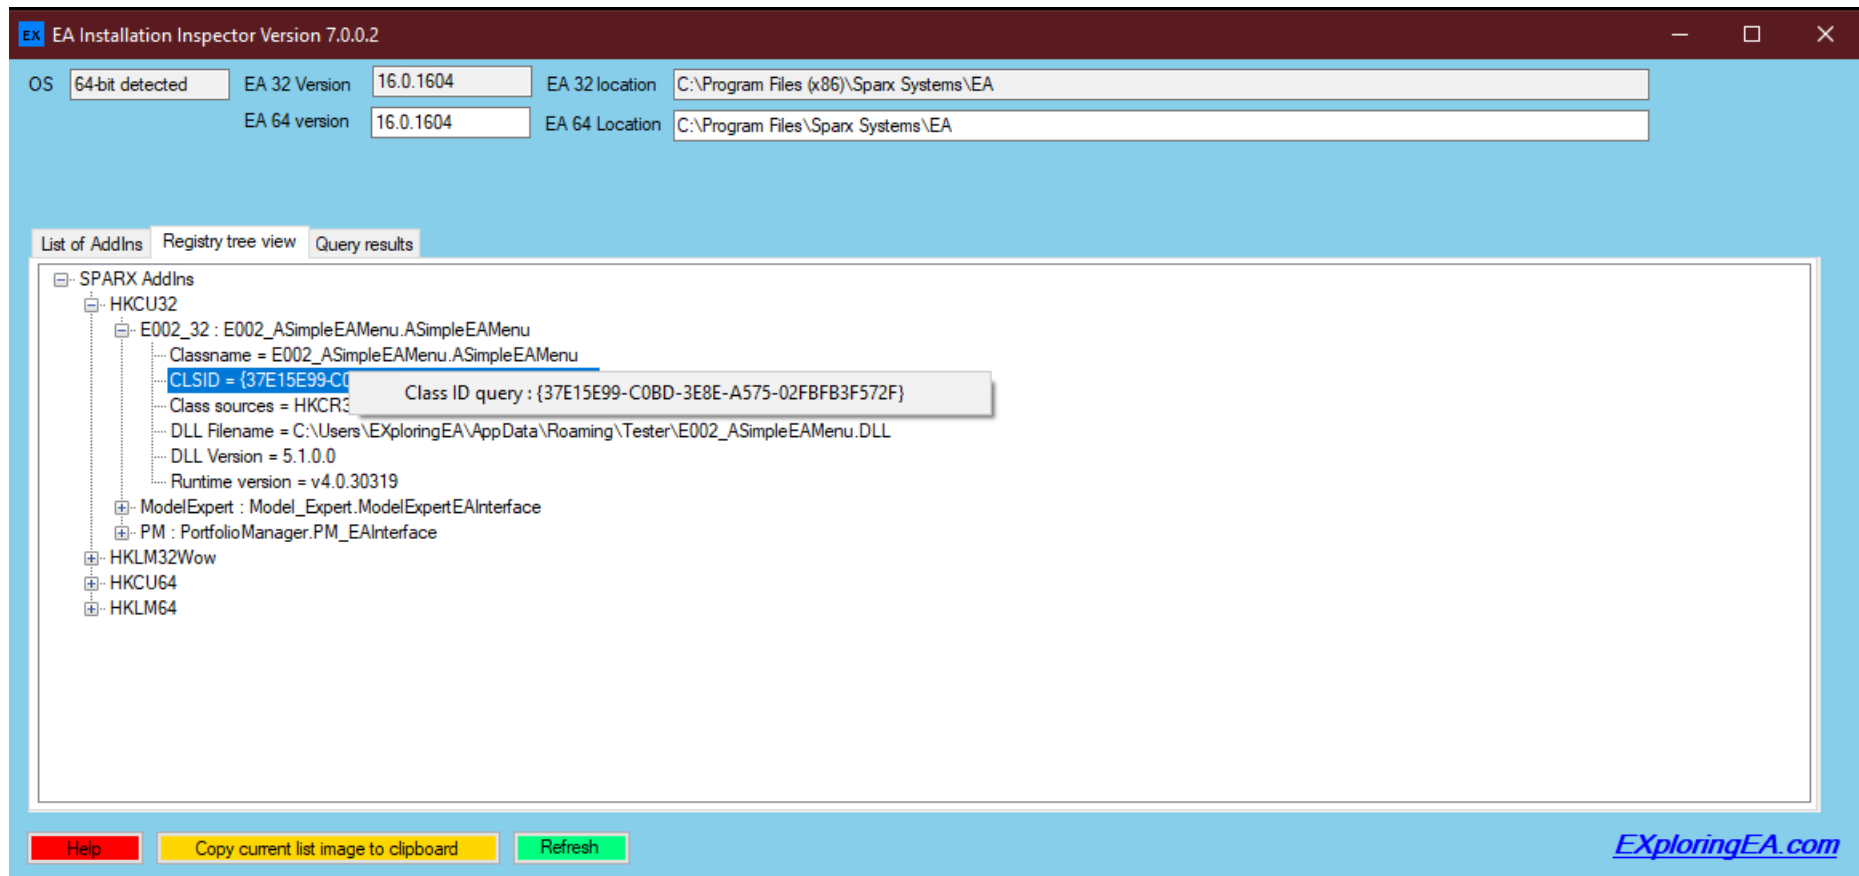 EX EA Installation Inspector Version 7.0.0.2
OS 64-bit detected EA 32 Version 16.0.1604 EA 32 location C:\Program Files (x86)\Sparx Systems\EA
EA 64 version 16.0.1604 EA 64 Location C:\Program Files\Sparx Systems\EA
List of AddIns Registry tree view Query results
SPARX AddIns
HKCU32
E002_32 : E002_ASimpleEAMenu.ASimpleEAMenu
Classname = E002_ASimpleEAMenu.ASimpleEAMenu
CLSID = {37E15E99-C0
Class ID query : {37E15E99-C0BD-3E8E-A575-02FBFB3F572F}
Class sources = HKCR3
DLL Filename = C:\Users\EXploringEA\AppData\Roaming\Tester\E002_ASimpleEAMenu.DLL
DLL Version = 5.1.0.0
Runtime version = v4.0.30319
ModelExpert : Model_Expert.ModelExpertEAInterface
PM : PortfolioManager.PM_EAInterface
HKLM32Wow
HKCU64
HKLM64
Help Copy current list image to clipboard Refresh EXploringEA.com